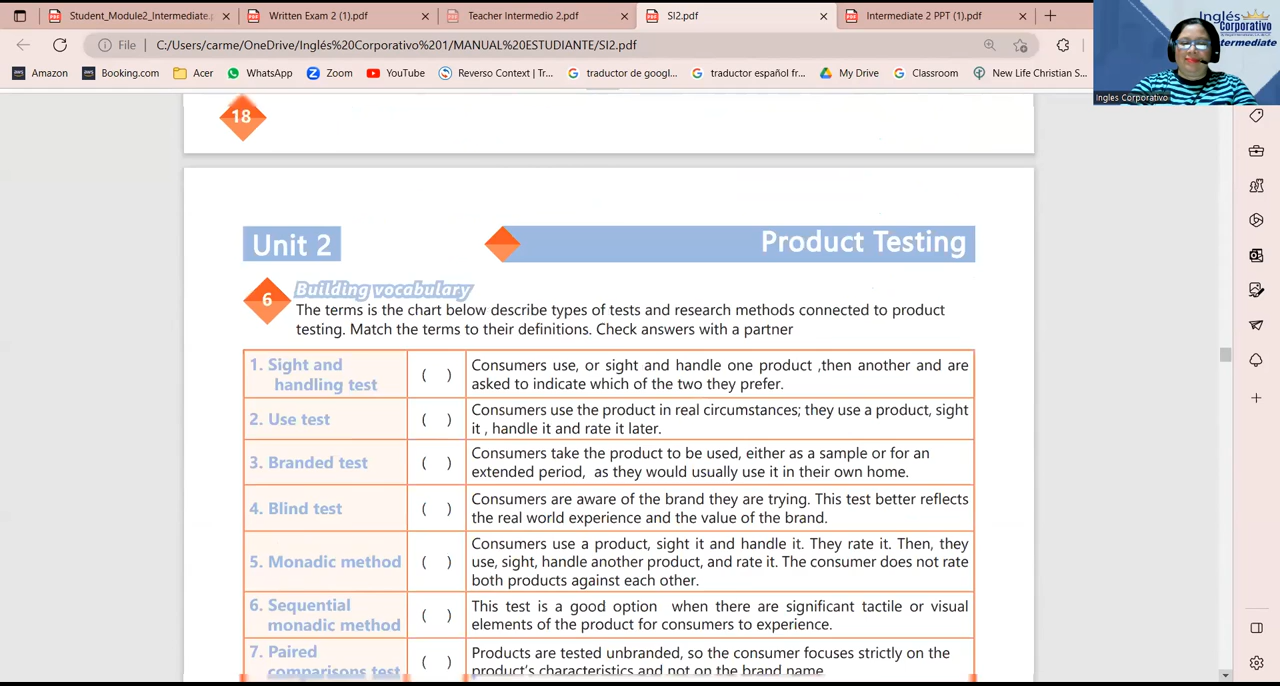 Student_Module2_Intermediate.
Written Exam 2 (1).pdf
Teacher Intermedio 2.pdf
SI2.pdf
Intermediate 2 PPT (1).pdf
File
C:/Users/carme/OneDrive/Inglés%20Corporativo%201/MANUAL%20ESTUDIANTE/SI2.pdf
Amazon
Booking.com
Acer
WhatsApp
Zoom
YouTube
Reverso Context | Tr...
traductor de googl...
traductor español fr...
My Drive
Classroom
New Life Christian S...
Inglés
Corporativo
Intermediate
Ingles Corporativo
18
Unit 2
Product Testing
6
Building vocabulary
The terms is the chart below describe types of tests and research methods connected to product
testing. Match the terms to their definitions. Check answers with a partner
1. Sight and
handling test
( )
Consumers use, or sight and handle one product ,then another and are
asked to indicate which of the two they prefer.
2. Use test
( )
Consumers use the product in real circumstances; they use a product, sight
it , handle it and rate it later.
3. Branded test
( )
Consumers take the product to be used, either as a sample or for an
extended period, as they would usually use it in their own home.
4. Blind test
( )
Consumers are aware of the brand they are trying. This test better reflects
the real world experience and the value of the brand.
5. Monadic method
( )
Consumers use a product, sight it and handle it. They rate it. Then, they
use, sight, handle another product, and rate it. The consumer does not rate
both products against each other.
6. Sequential
monadic method
( )
This test is a good option when there are significant tactile or visual
elements of the product for consumers to experience.
7. Paired
comparisons test
( )
Products are tested unbranded, so the consumer focuses strictly on the
product's characteristics and not on the brand name.